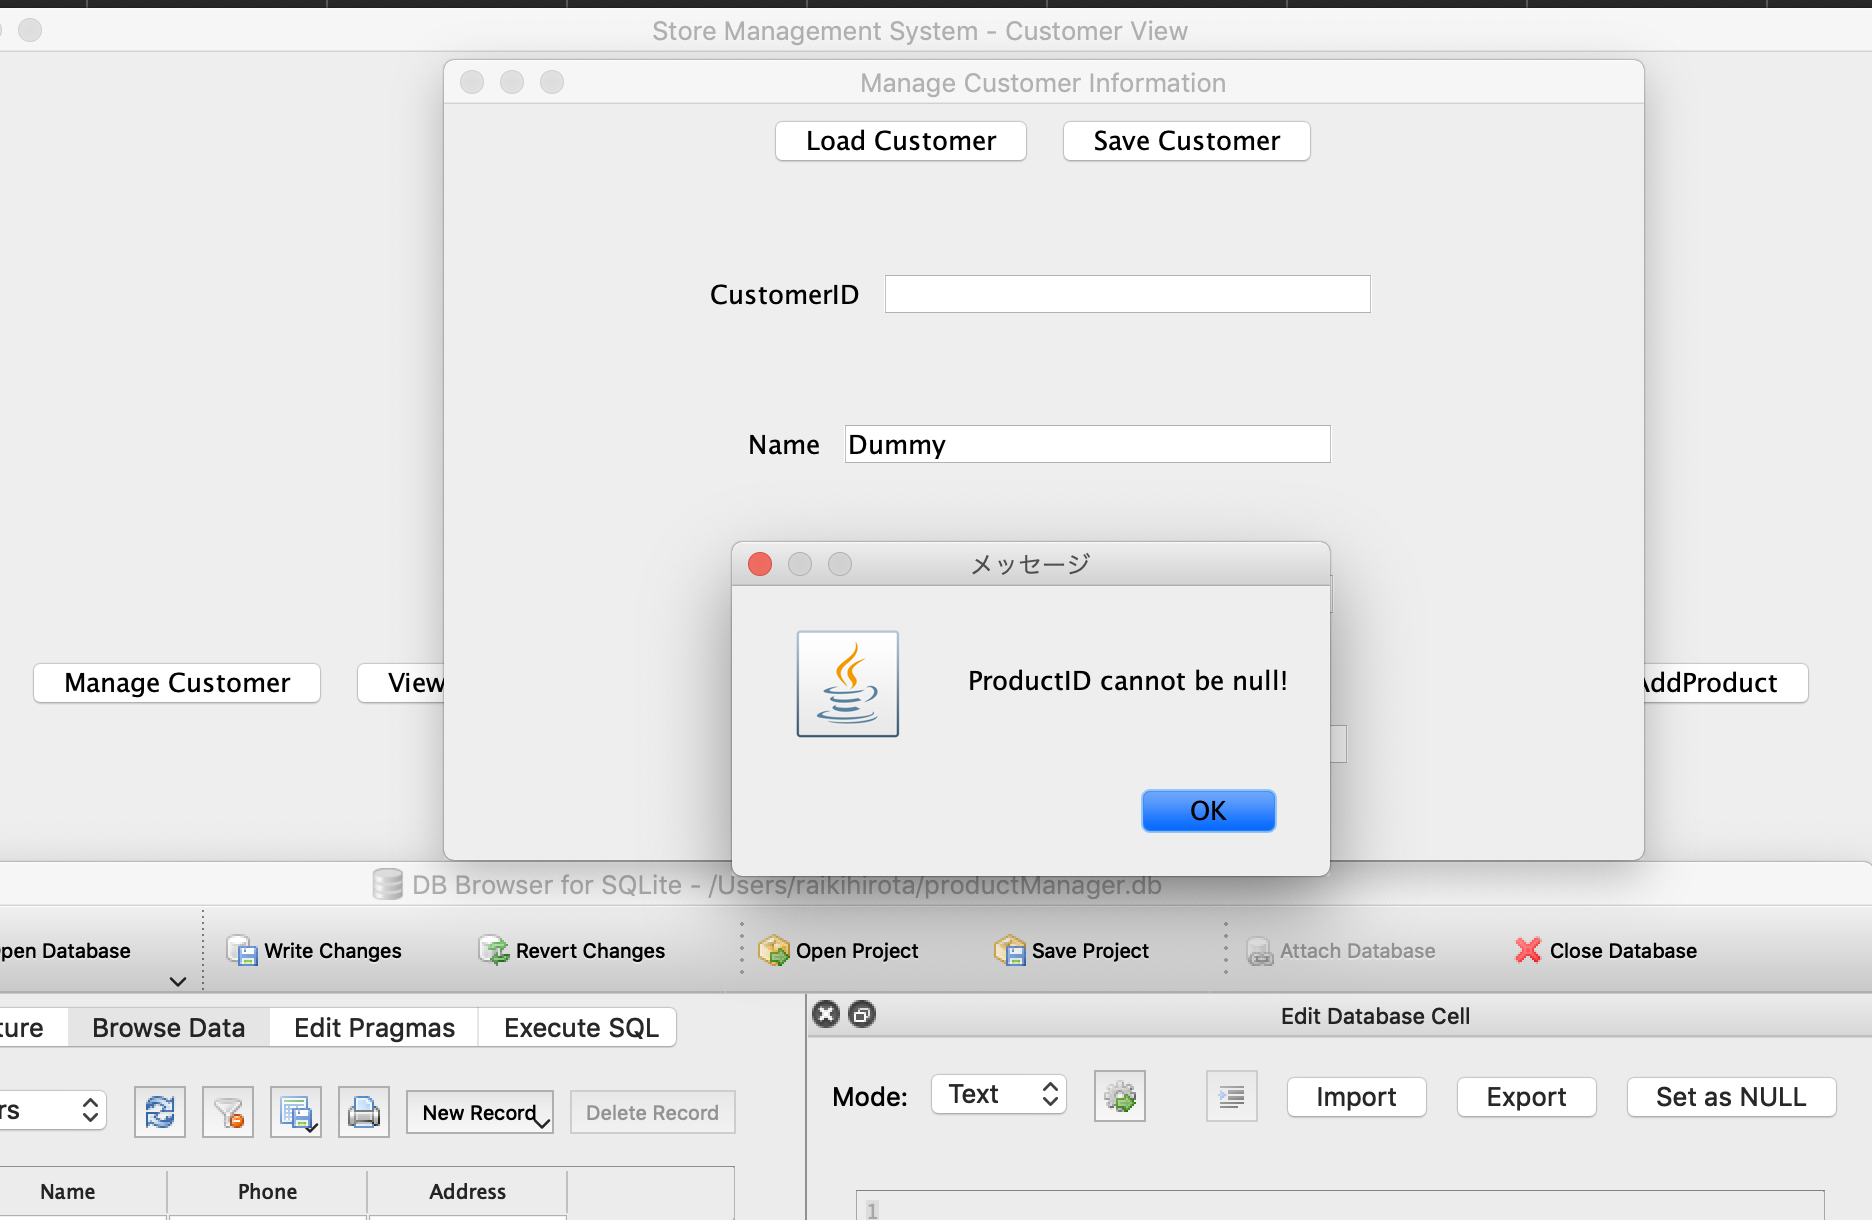 Store Management System - Customer View
Manage Customer Information
Load Customer
Save Customer
CustomerID
Name
Dummy
メッセージ
ProductID cannot be null!
OK
Manage Customer
View
AddProduct
DB Browser for SQLite - /Users/raikihirota/productManager.db
pen Database
Write Changes
Revert Changes
Open Project
Save Project
Attach Database
Close Database
ture
Browse Data
Edit Pragmas
Execute SQL
Edit Database Cell
rs
New Record
Delete Record
Mode:
Text
Import
Export
Set as NULL
Name
Phone
Address
1